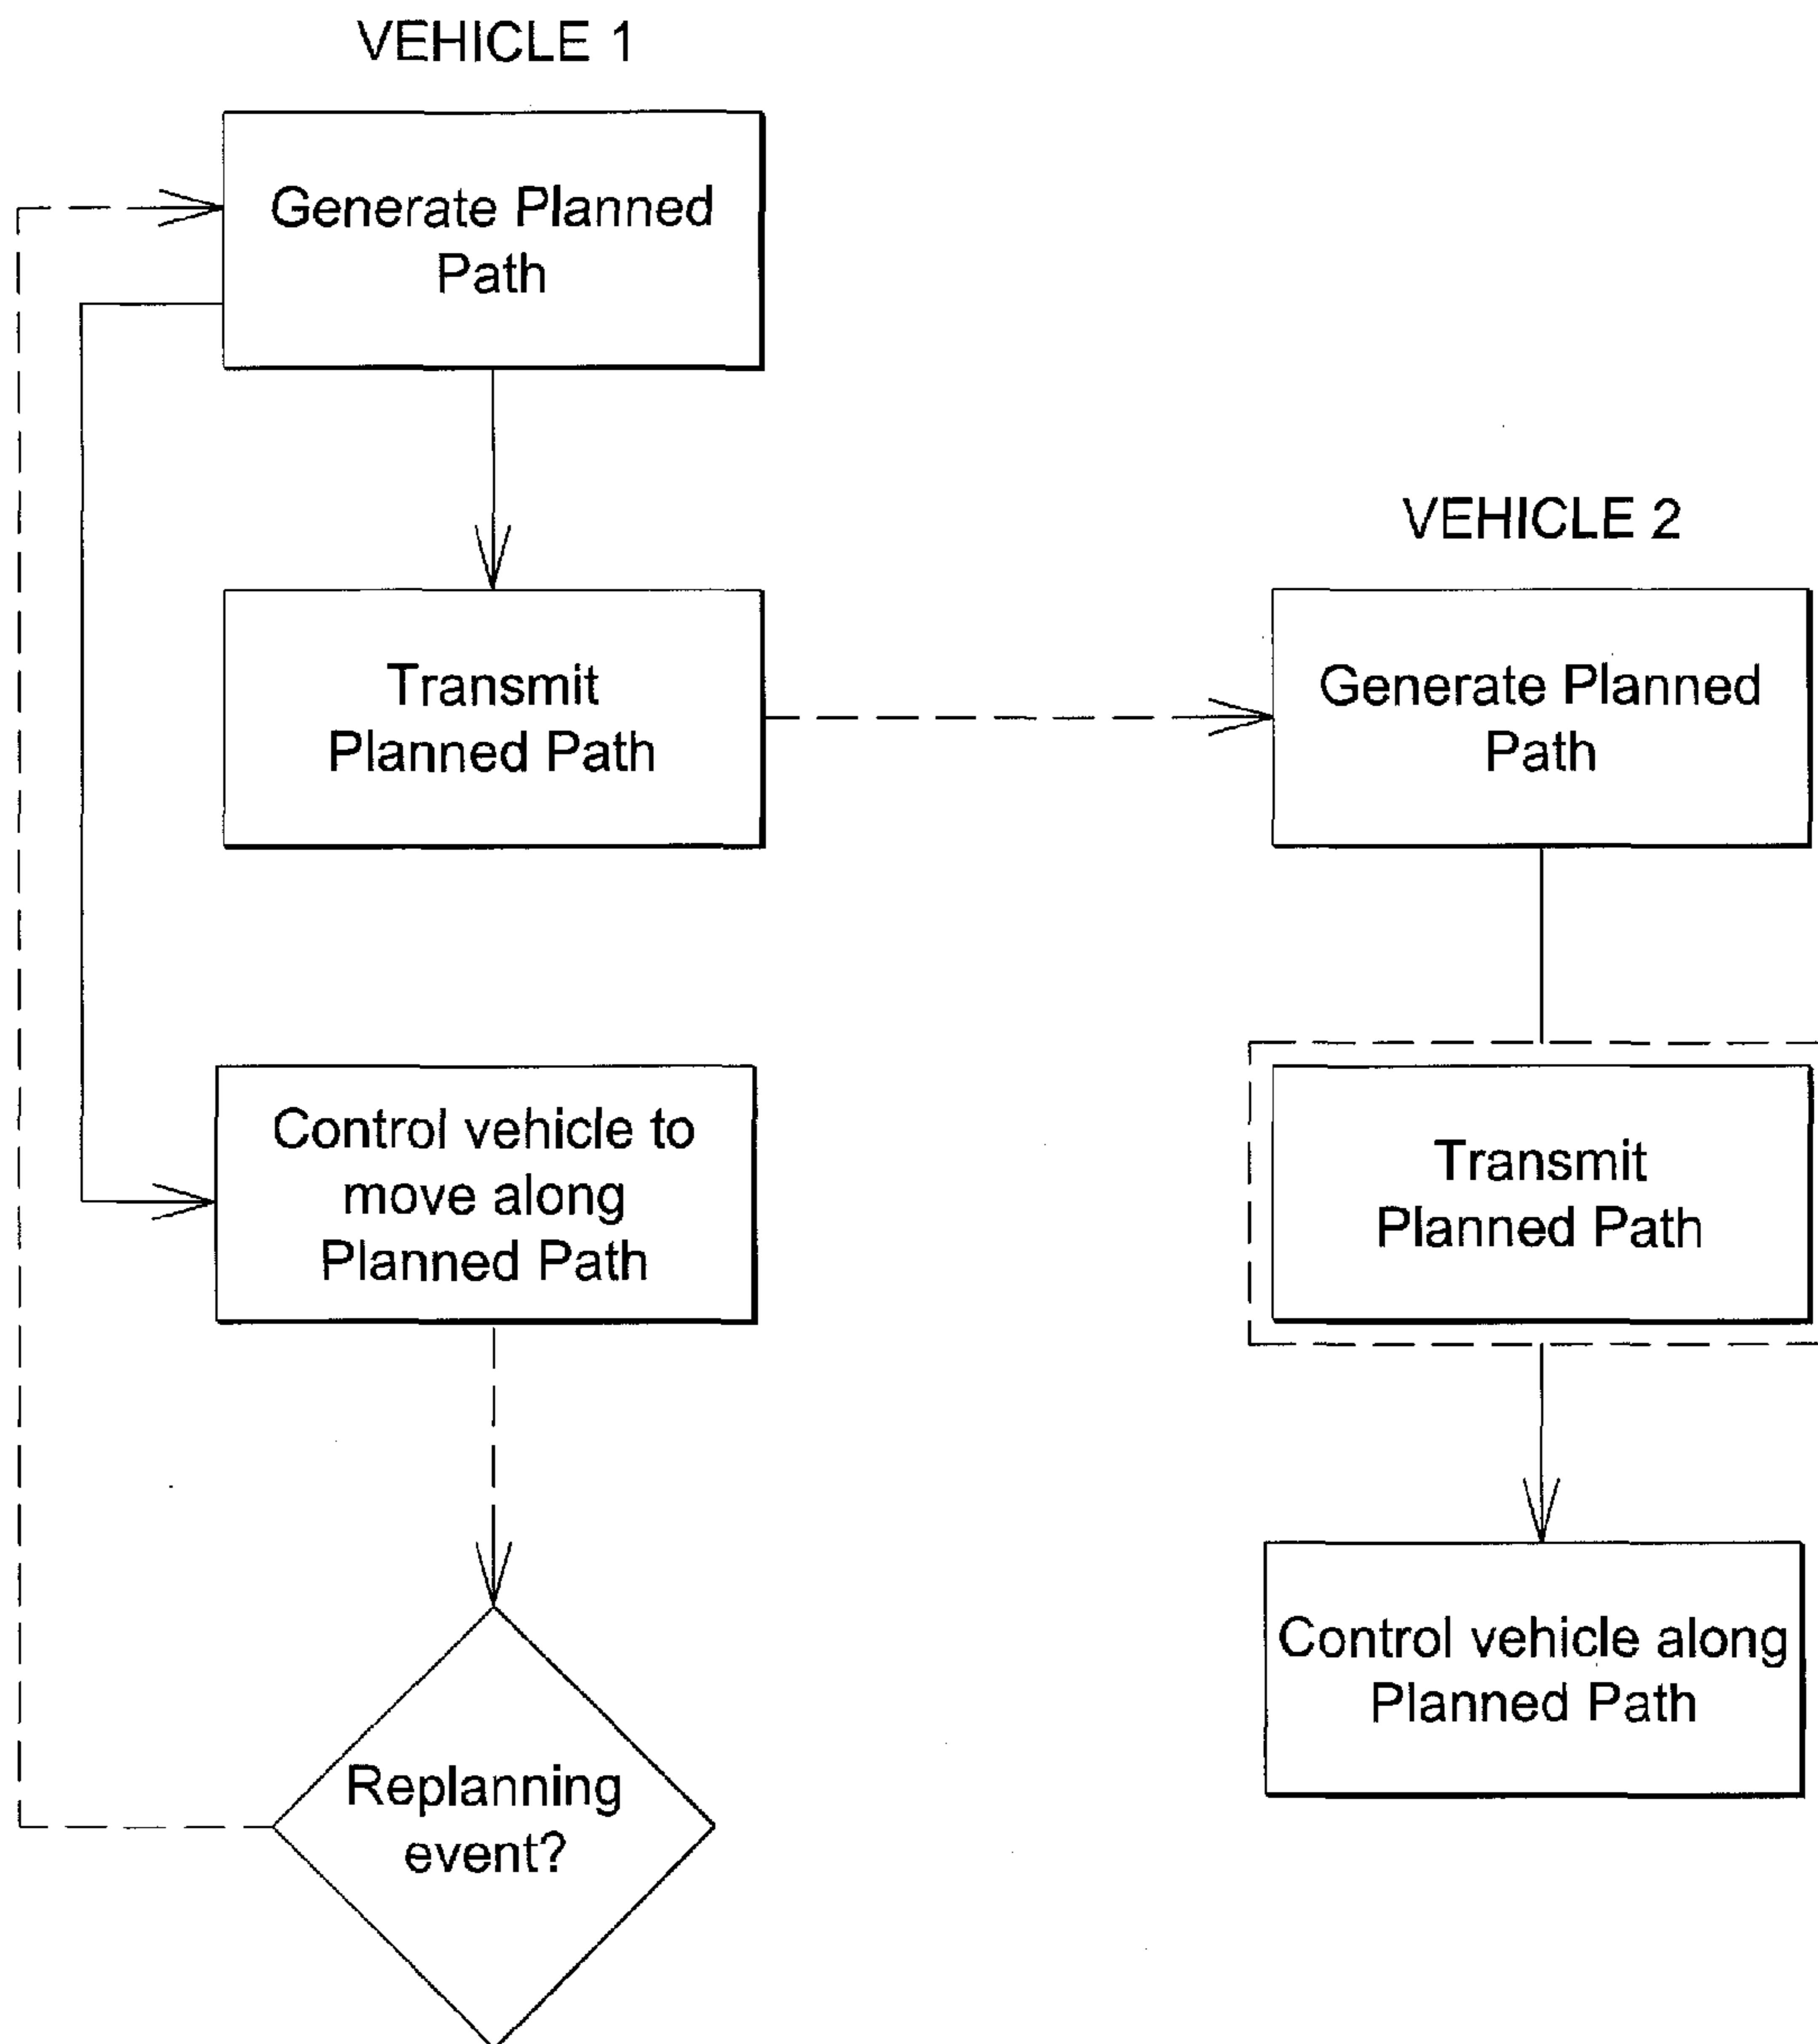 VEHICLE 1
Generate Planned
Path
Transmit
Planned Path
Control vehicle to
move along
Planned Path
Replanning
event?
VEHICLE 2
Generate Planned
Path
Transmit
Planned Path
Control vehicle along
Planned Path